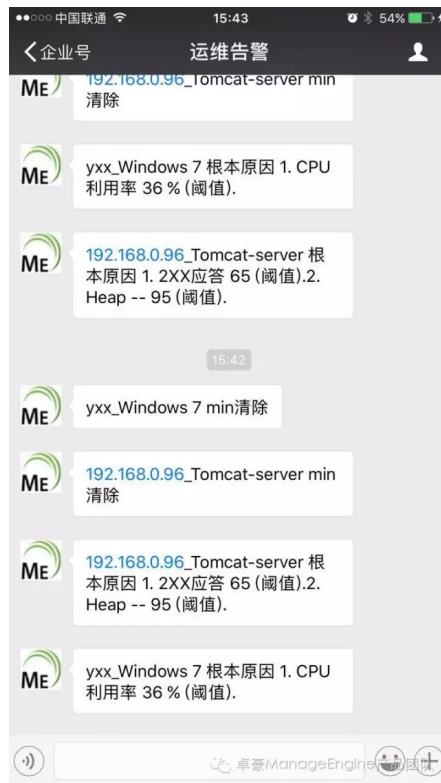 中国联通 15:43 54%
企业号 运维告警
ME 192.168.0.96_Tomcat-server min
清除
ME yxx_Windows 7 根本原因 1. CPU
利用率 36 % (阈值).
ME 192.168.0.96_Tomcat-server 根
本原因 1. 2XX应答 65 (阈值).2.
Heap -- 95 (阈值).
15:42
ME yxx_Windows 7 min清除
ME 192.168.0.96_Tomcat-server min
清除
ME 192.168.0.96_Tomcat-server 根
本原因 1. 2XX应答 65 (阈值).2.
Heap -- 95 (阈值).
ME yxx_Windows 7 根本原因 1. CPU
利用率 36 % (阈值).
卓豪ManageEngine产品团队